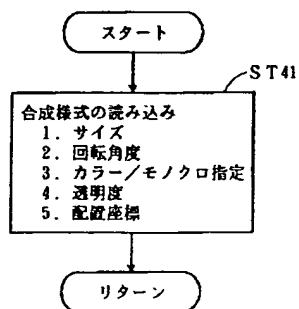 スタート
ST41
合成様式の読み込み
1. サイズ
2. 回転角度
3. カラー/モノクロ指定
4. 透明度
5. 配置座標
リターン